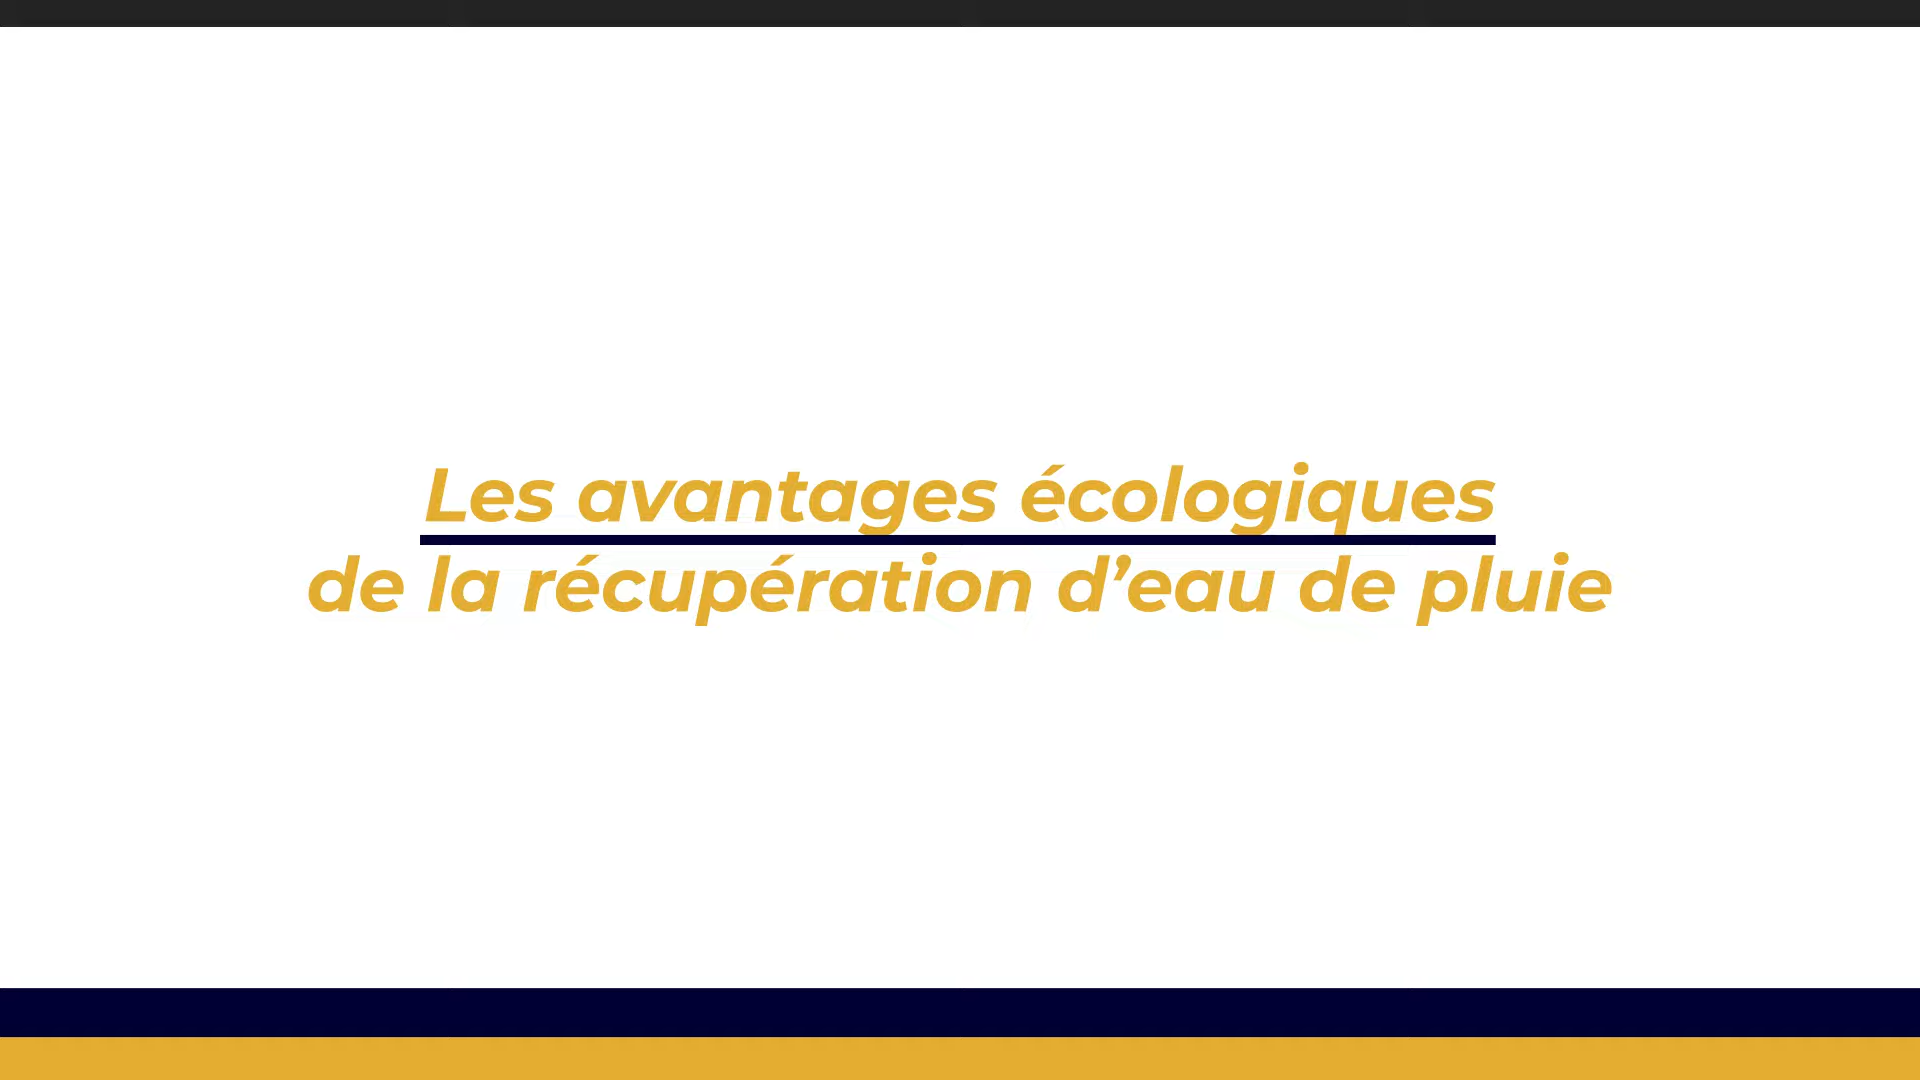 Les avantages écologiques
de la récupération d’eau de pluie